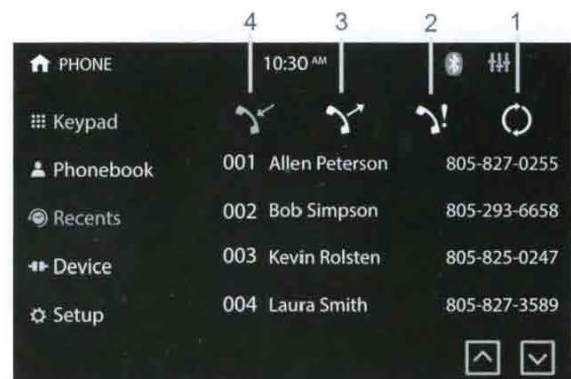 4 3 2 1
PHONE 10:30 AM
Keypad
Phonebook 001 Allen Peterson 805-827-0255
Recents 002 Bob Simpson 805-293-6658
Device 003 Kevin Rolsten 805-825-0247
Setup 004 Laura Smith 805-827-3589